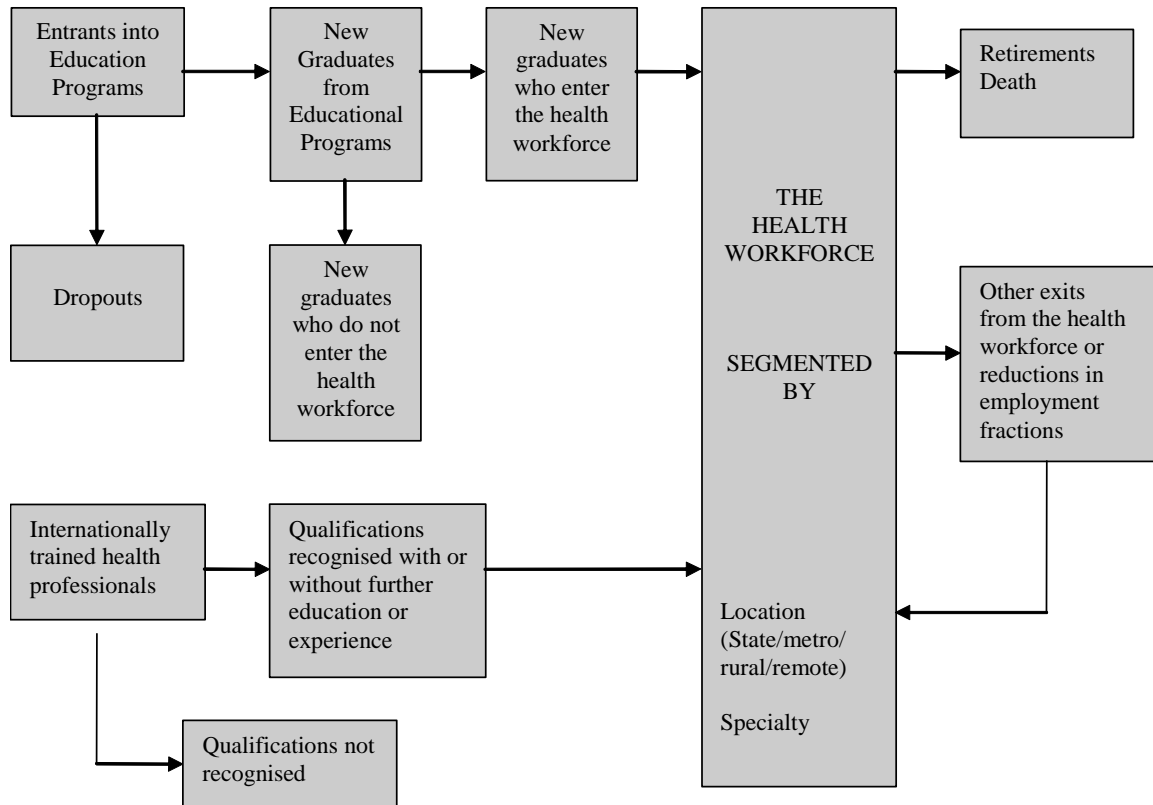 Entrants into
Education
Programs
New
Graduates
from
Educational
Programs
New
graduates
who enter
the health
workforce
Retirements
Death
Dropouts
New
graduates
who do not
enter the
health
workforce
THE
HEALTH
WORKFORCE
SEGMENTED
BY
Other exits
from the health
workforce or
reductions in
employment
fractions
Internationally
trained health
professionals
Qualifications
recognised with or
without further
education or
experience
Location
(State/metro/
rural/remote)
Specialty
Qualifications not
recognised